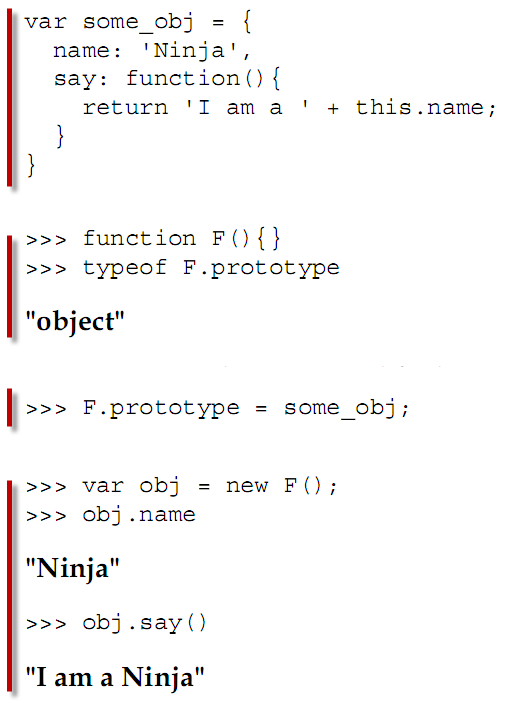 var some_obj = {
  name: 'Ninja',
  say: function(){
    return 'I am a ' + this.name;
  }
}
>>> function F(){}
>>> typeof F.prototype
"object"
>>> F.prototype = some_obj;
>>> var obj = new F();
>>> obj.name
"Ninja"
>>> obj.say()
"I am a Ninja"